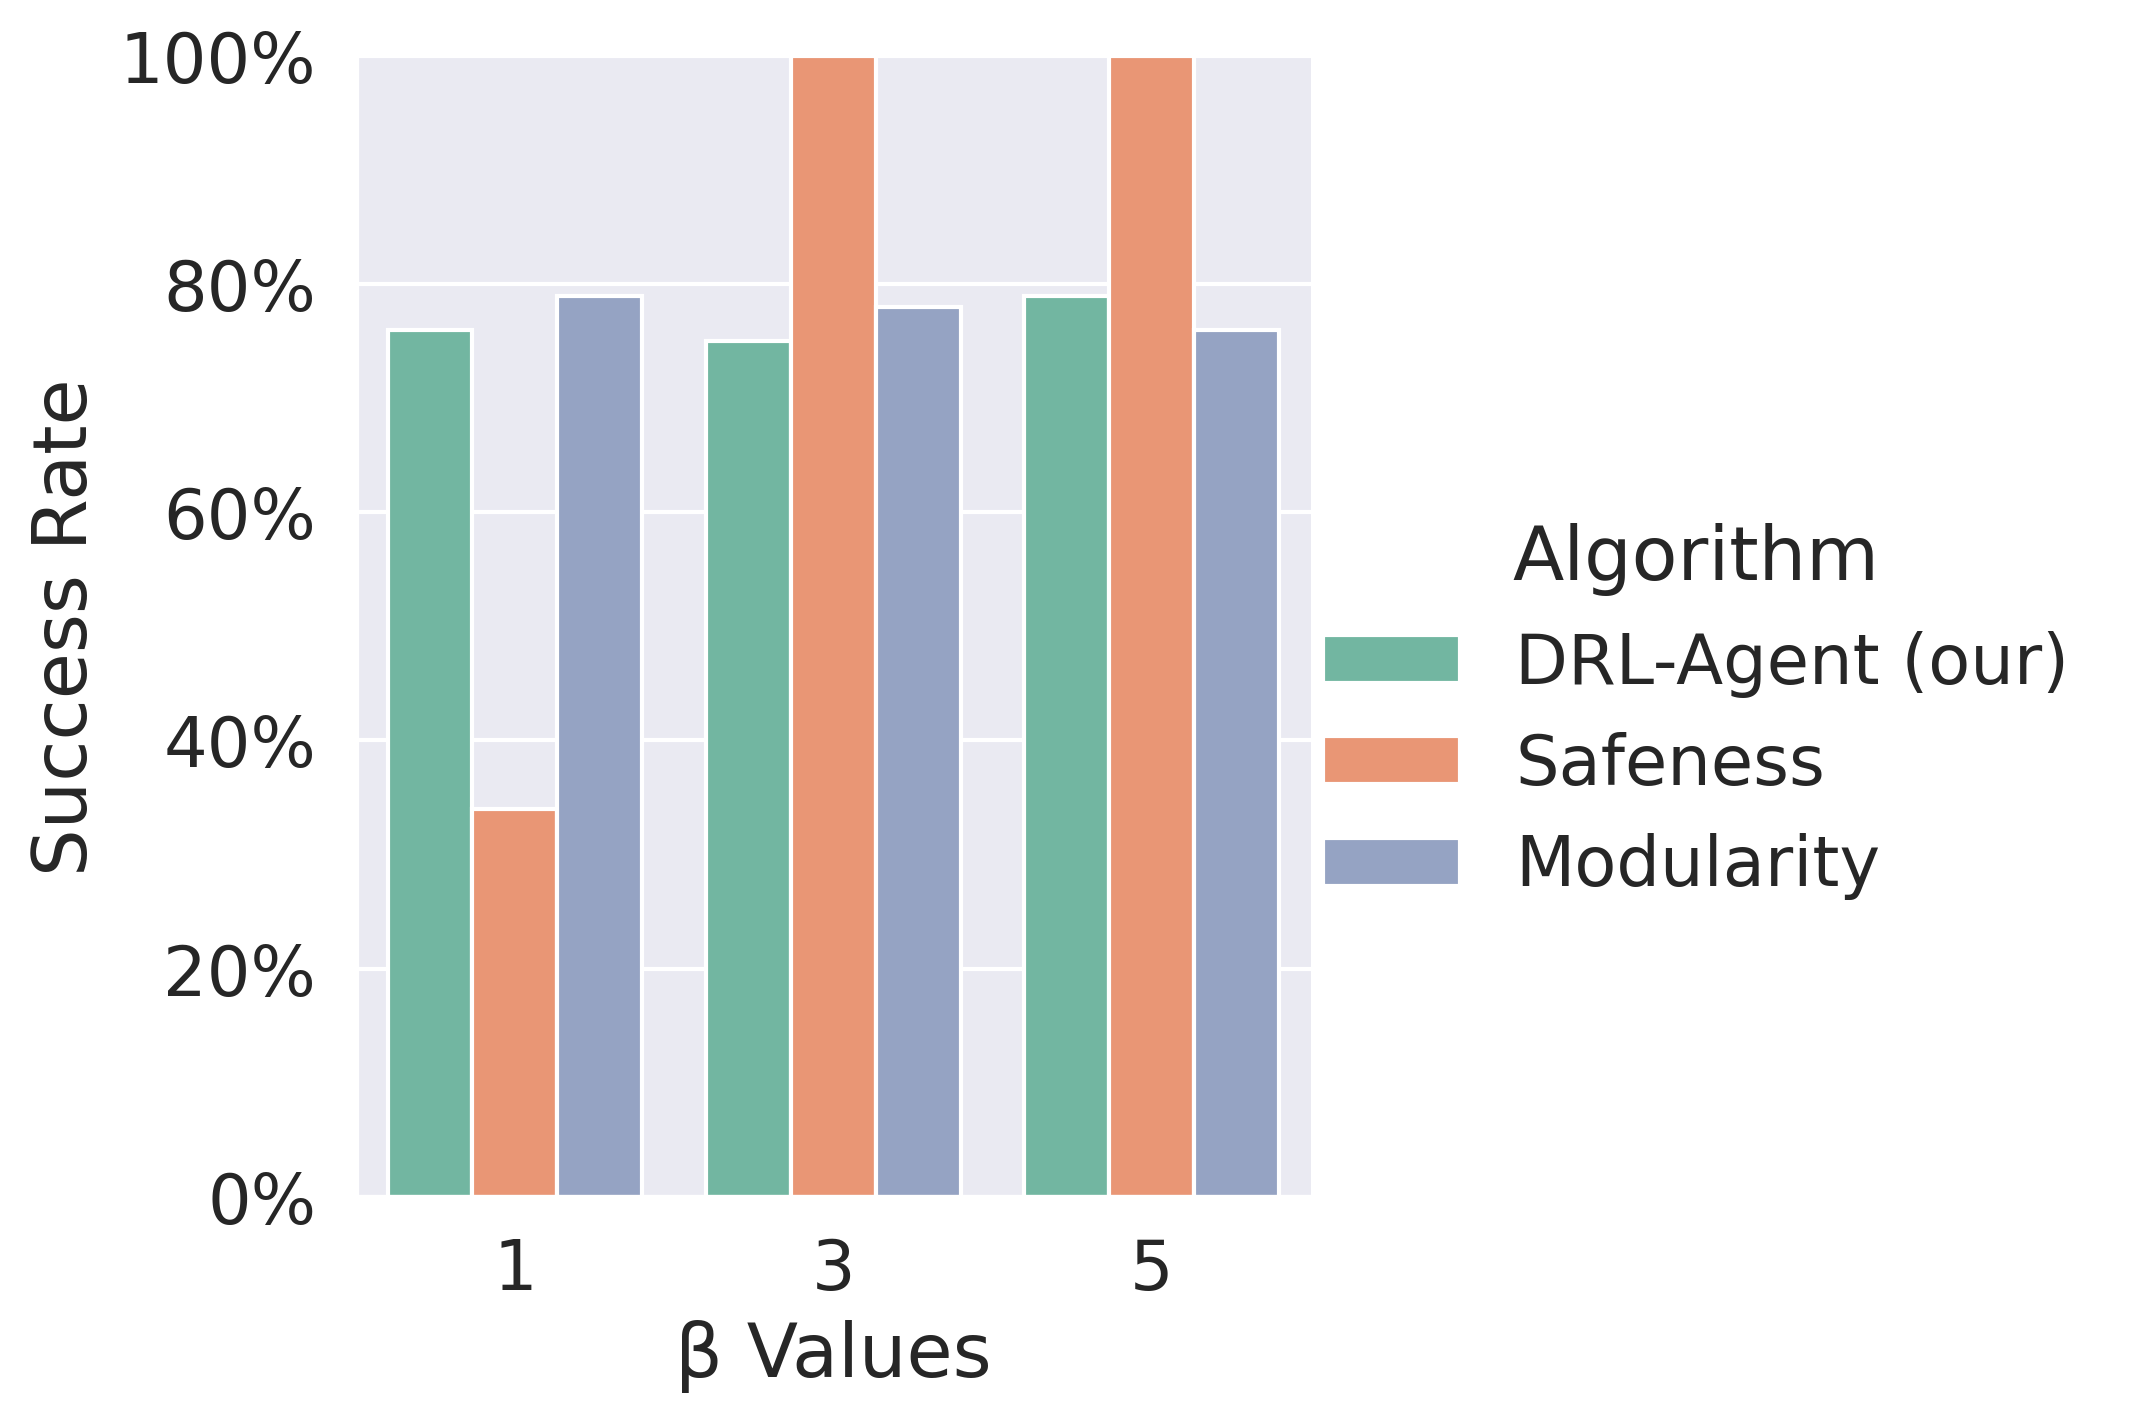 100%
80%
60%
40%
20%
0%
Success Rate
1 3 5
β Values
Algorithm
DRL-Agent (our)
Safeness
Modularity